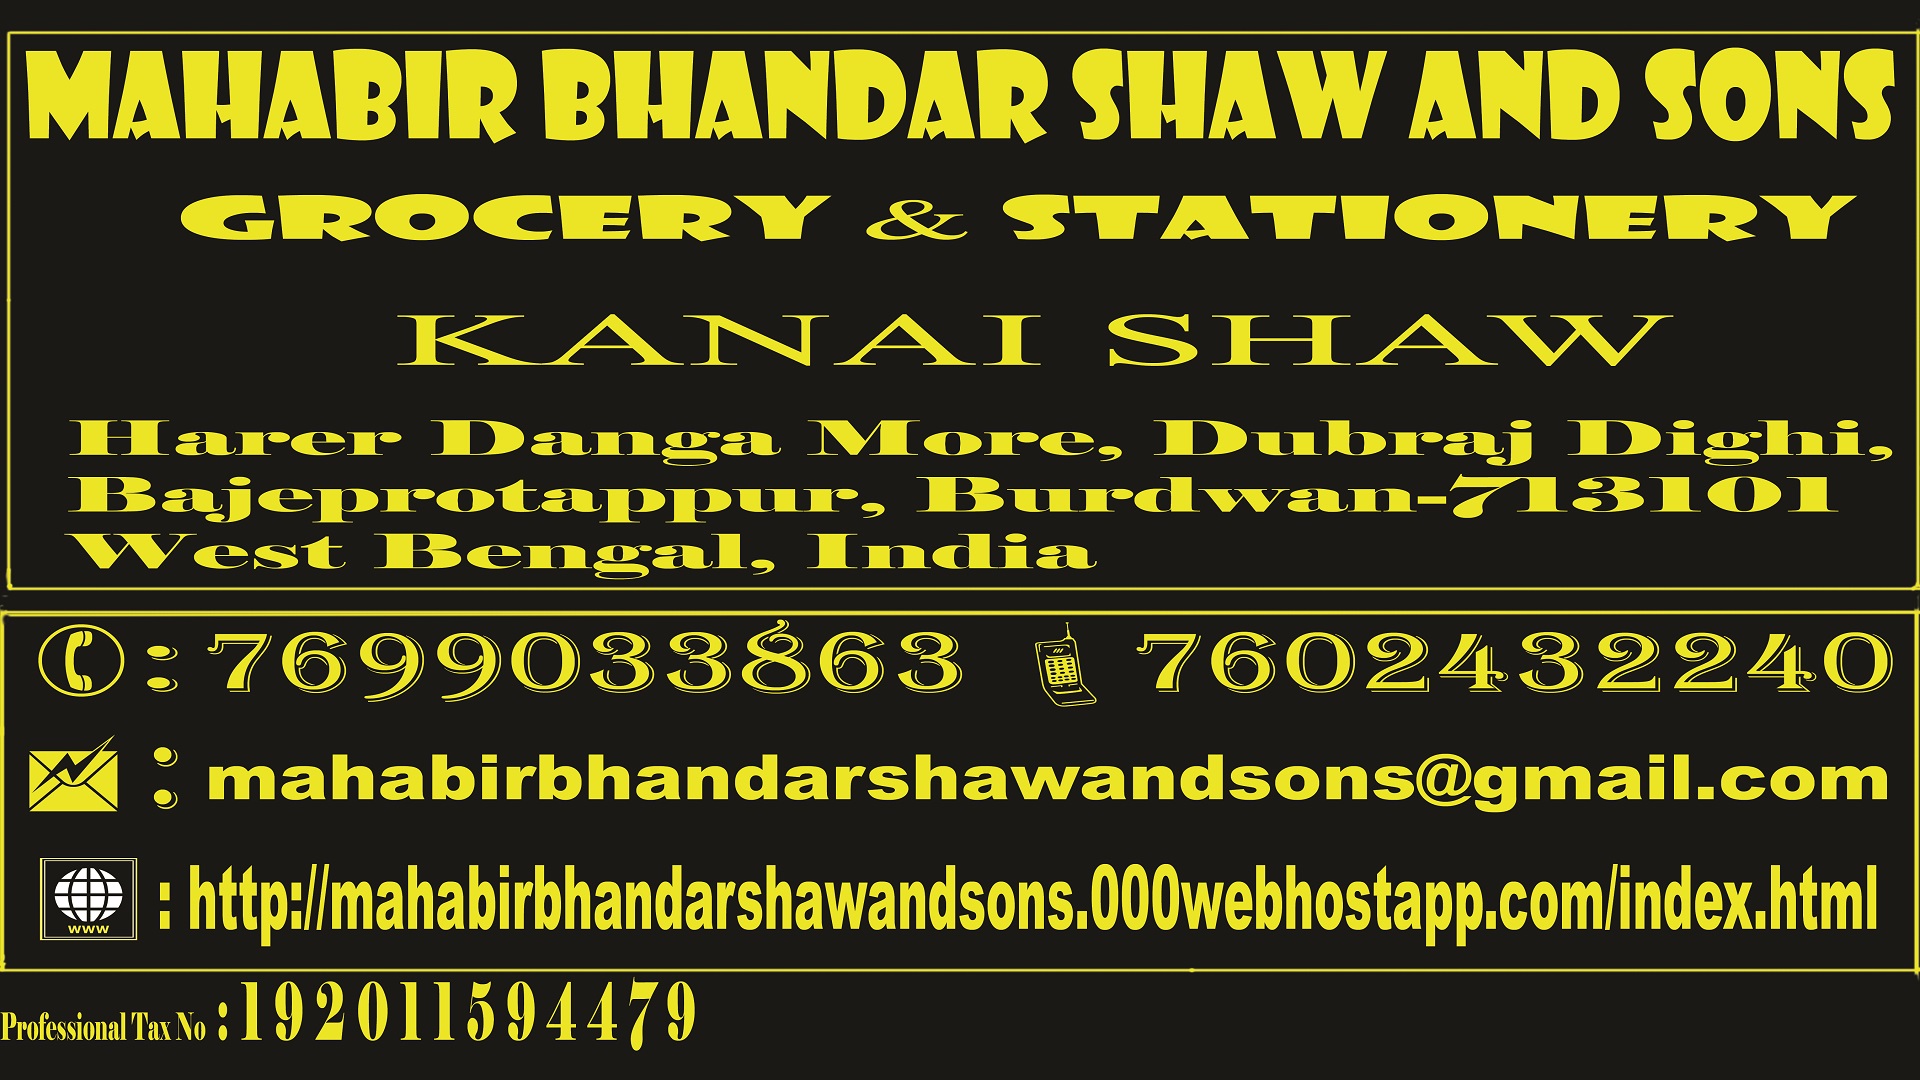 MAHABIR BHANDAR SHAW AND SONS
GROCERY & STATIONERY
KANAI SHAW
Harer Danga More, Dubraj Dighi,
Bajeprotappur, Burdwan-713101
West Bengal, India
: 7699033863 7602432240
: mahabirbhandarshawandsons@gmail.com
www : http://mahabirbhandarshawandsons.000webhostapp.com/index.html
Professional Tax No :192011594479